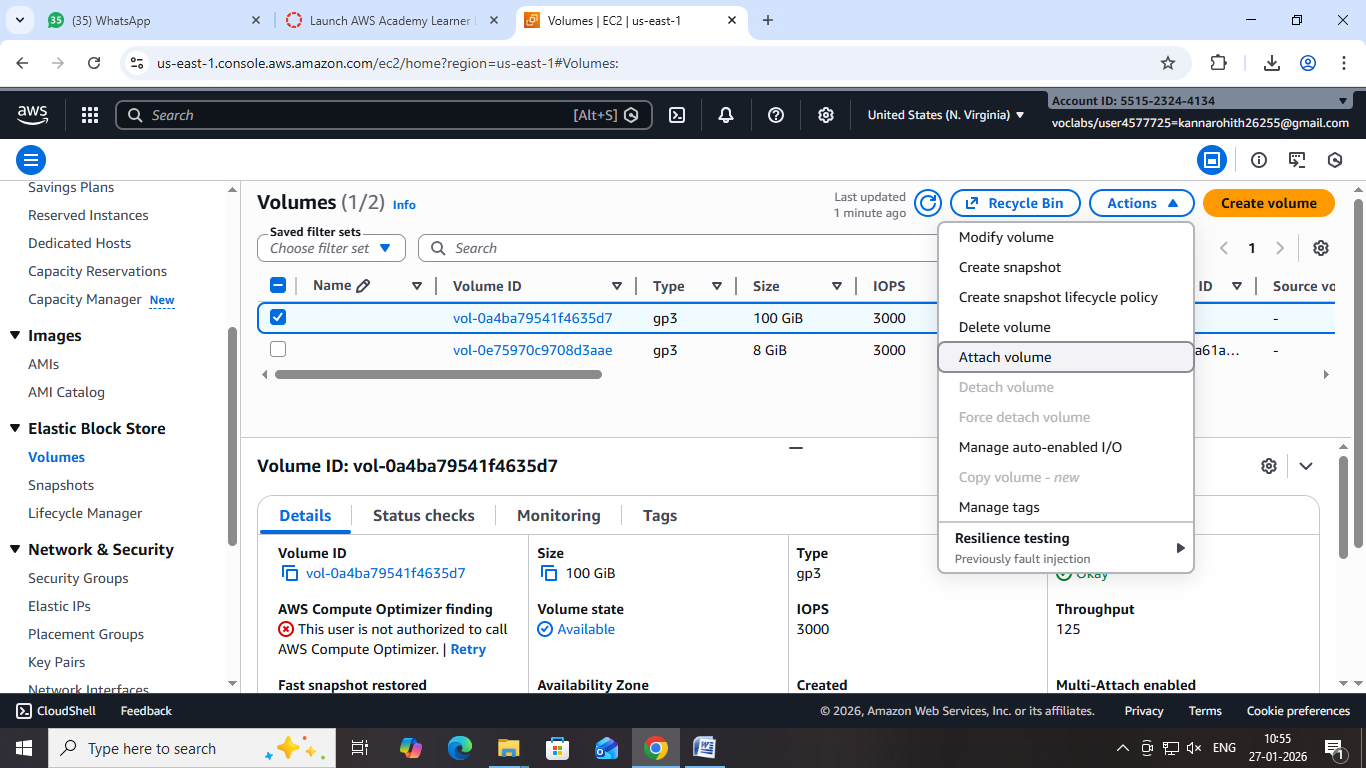 35
(35) WhatsApp
Launch AWS Academy Learner L
Volumes | EC2 | us-east-1
us-east-1.console.aws.amazon.com/ec2/home?region=us-east-1#Volumes:
aws
Search
[Alt+S]
United States (N. Virginia)
Account ID: 5515-2324-4134
voclabs/user4577725=kannarohith26255@gmail.com
Savings Plans
Reserved Instances
Dedicated Hosts
Capacity Reservations
Capacity Manager New
Images
AMIs
AMI Catalog
Elastic Block Store
Volumes
Snapshots
Lifecycle Manager
Network & Security
Security Groups
Elastic IPs
Placement Groups
Key Pairs
Network Interfaces
Volumes (1/2) Info
Last updated
1 minute ago
Recycle Bin
Actions
Create volume
Saved filter sets
Choose filter set
Search
1
Name
Volume ID
Type
Size
IOPS
ID
Source vo
vol-0a4ba79541f4635d7
gp3
100 GiB
3000
-
vol-0e75970c9708d3aae
gp3
8 GiB
3000
a61a...
-
Modify volume
Create snapshot
Create snapshot lifecycle policy
Delete volume
Attach volume
Detach volume
Force detach volume
Manage auto-enabled I/O
Copy volume - new
Manage tags
Resilience testing
Previously fault injection
Volume ID: vol-0a4ba79541f4635d7
Details
Status checks
Monitoring
Tags
Volume ID
vol-0a4ba79541f4635d7
Size
100 GiB
Type
gp3
Okay
AWS Compute Optimizer finding
This user is not authorized to call
AWS Compute Optimizer. | Retry
Volume state
Available
IOPS
3000
Throughput
125
Fast snapshot restored
Availability Zone
Created
Multi-Attach enabled
CloudShell
Feedback
© 2026, Amazon Web Services, Inc. or its affiliates.
Privacy
Terms
Cookie preferences
Type here to search
ENG
10:55
27-01-2026
1